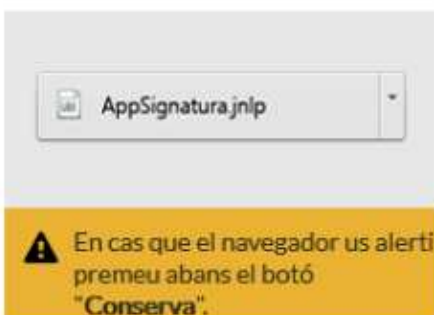 AppSignatura.jnlp
En cas que el navegador us alerti
premeu abans el botó
"Conserva".